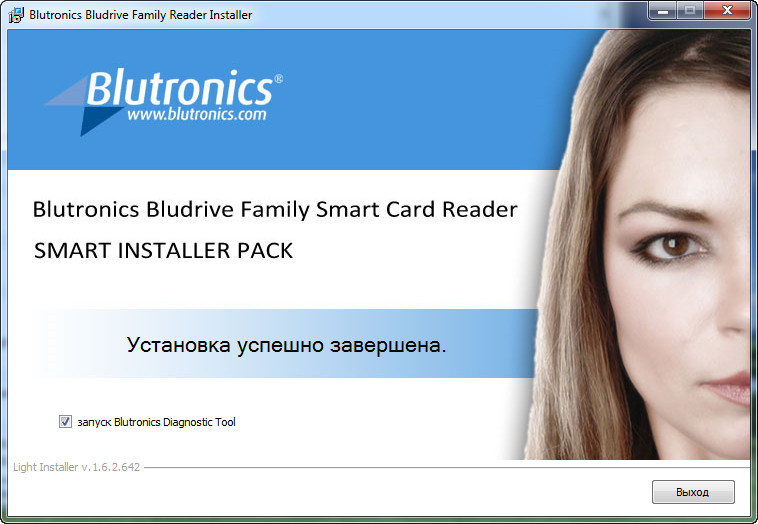 Blutronics Bludrive Family Reader Installer
Blutronics®
www.blutronics.com
Blutronics Bludrive Family Smart Card Reader
SMART INSTALLER PACK
Установка успешно завершена.
запуск Blutronics Diagnostic Tool
Light Installer v.1.6.2.642
Выход